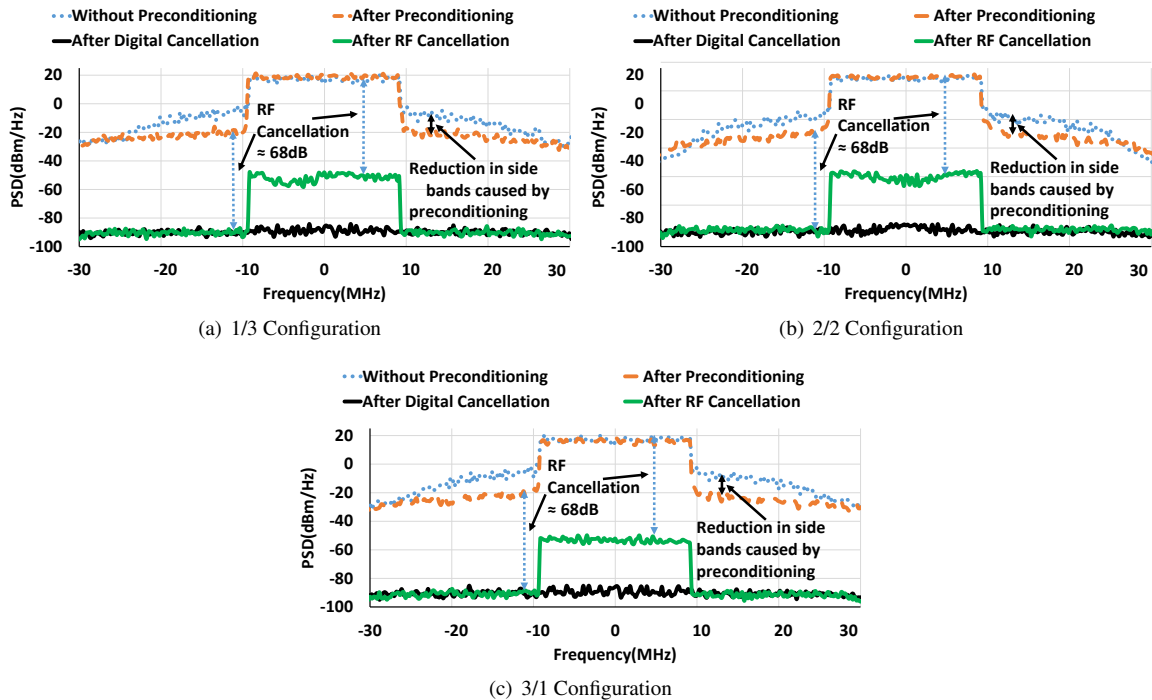 Without Preconditioning After Preconditioning
After Digital Cancellation After RF Cancellation
20
0
-20
-40
-60
-80
-100
PSD(dBm/Hz)
RF
Cancellation
≈ 68dB
Reduction in side
bands caused by
preconditioning
-30 -20 -10 0 10 20 30
Frequency(MHz)
(a) 1/3 Configuration
Without Preconditioning After Preconditioning
After Digital Cancellation After RF Cancellation
20
0
-20
-40
-60
-80
-100
PSD(dBm/Hz)
RF
Cancellation
≈ 68dB
Reduction in side
bands caused by
preconditioning
-30 -20 -10 0 10 20 30
Frequency(MHz)
(b) 2/2 Configuration
Without Preconditioning After Preconditioning
After Digital Cancellation After RF Cancellation
20
0
-20
-40
-60
-80
-100
PSD(dBm/Hz)
RF
Cancellation
≈ 68dB
Reduction in side
bands caused by
preconditioning
-30 -20 -10 0 10 20 30
Frequency(MHz)
(c) 3/1 Configuration